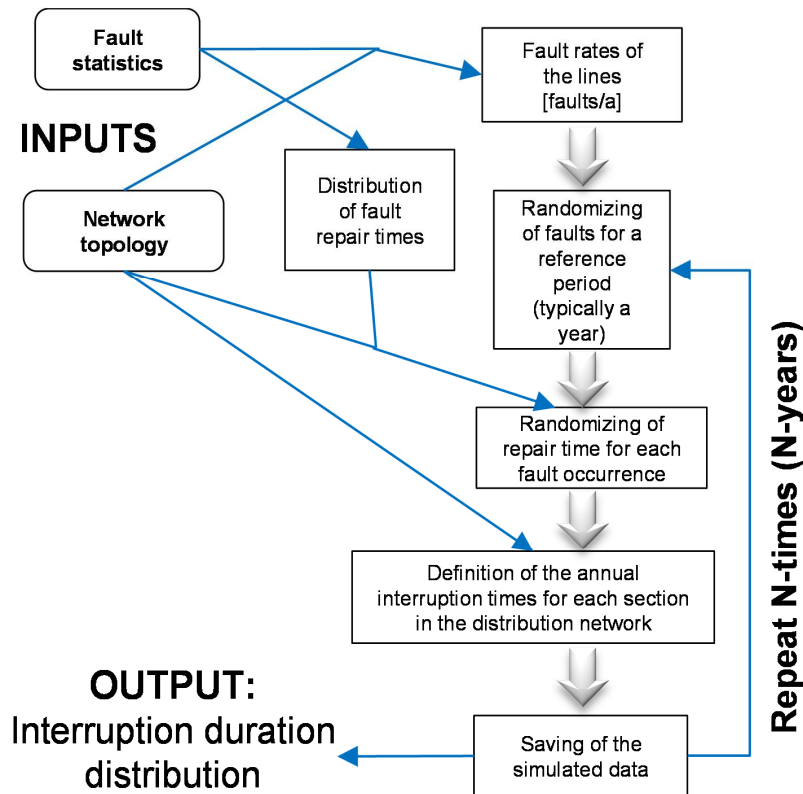 Fault
statistics
Fault rates of
the lines
[faults/a]
INPUTS
Distribution
of fault
repair times
Network
topology
Randomizing
of faults for a
reference
period
(typically a
year)
Randomizing of
repair time for each
fault occurrence
Definition of the annual
interruption times for each section
in the distribution network
Repeat N-times (N-years)
OUTPUT:
Interruption duration
distribution
Saving of the
simulated data